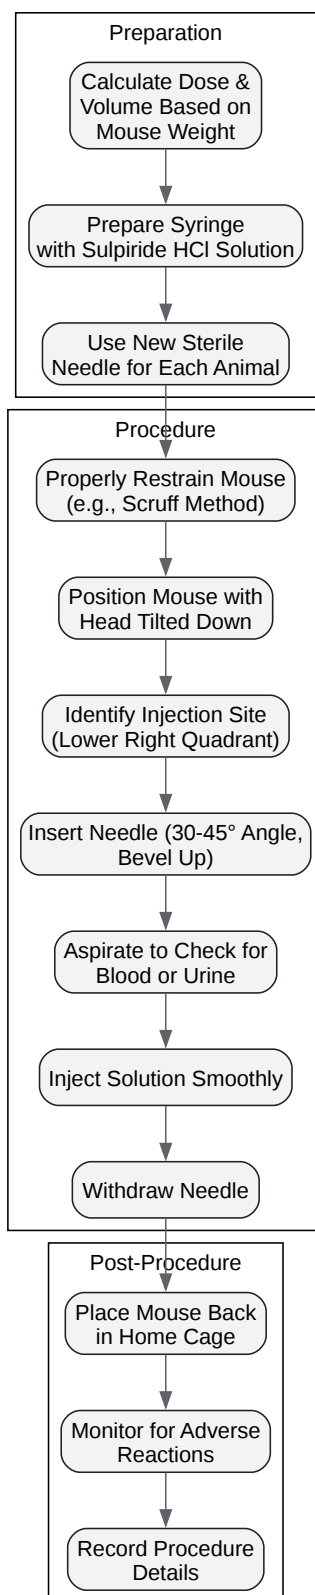 Preparation
Calculate Dose &
Volume Based on
Mouse Weight
Prepare Syringe
with Sulpiride HCl Solution
Use New Sterile
Needle for Each Animal
Procedure
Properly Restrain Mouse
(e.g., Scruff Method)
Position Mouse with
Head Tilted Down
Identify Injection Site
(Lower Right Quadrant)
Insert Needle (30-45° Angle,
Bevel Up)
Aspirate to Check for
Blood or Urine
Inject Solution Smoothly
Withdraw Needle
Post-Procedure
Place Mouse Back
in Home Cage
Monitor for Adverse
Reactions
Record Procedure
Details